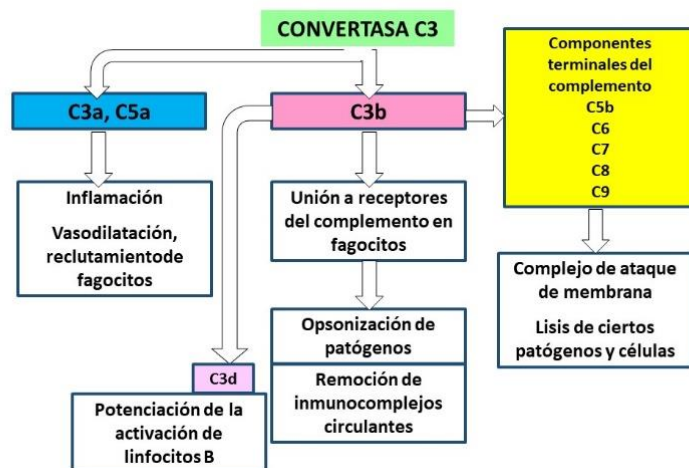 CONVERTASA C3
C3a, C5a
C3b
Componentes
terminales del
complemento
C5b
C6
C7
C8
C9
Inflamación
Vasodilatación,
reclutamientode
fagocitos
Unión a receptores
del complemento en
fagocitos
Complejo de ataque
de membrana
Lisis de ciertos
patógenos y células
Opsonización de
patógenos
Remoción de
inmunocomplejos
circulantes
C3d
Potenciación de la
activación de
linfocitos B